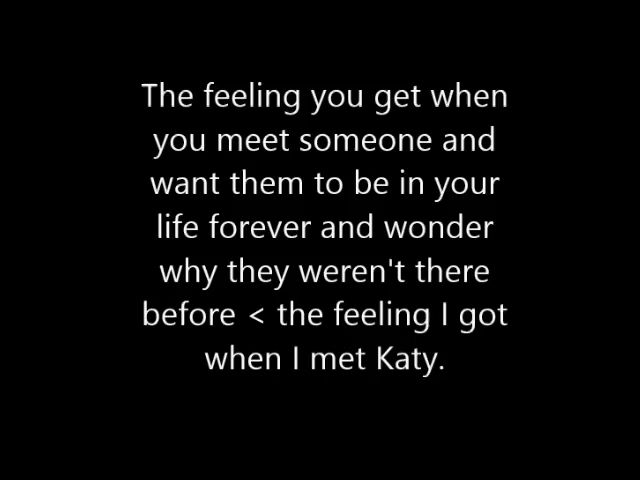 The feeling you get when
you meet someone and
want them to be in your
life forever and wonder
why they weren't there
before < the feeling I got
when I met Katy.